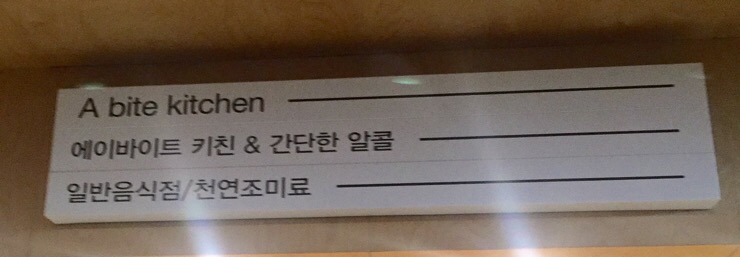 A bite kitchen
에이바이트 키친 & 간단한 알콜
일반음식점/천연조미료